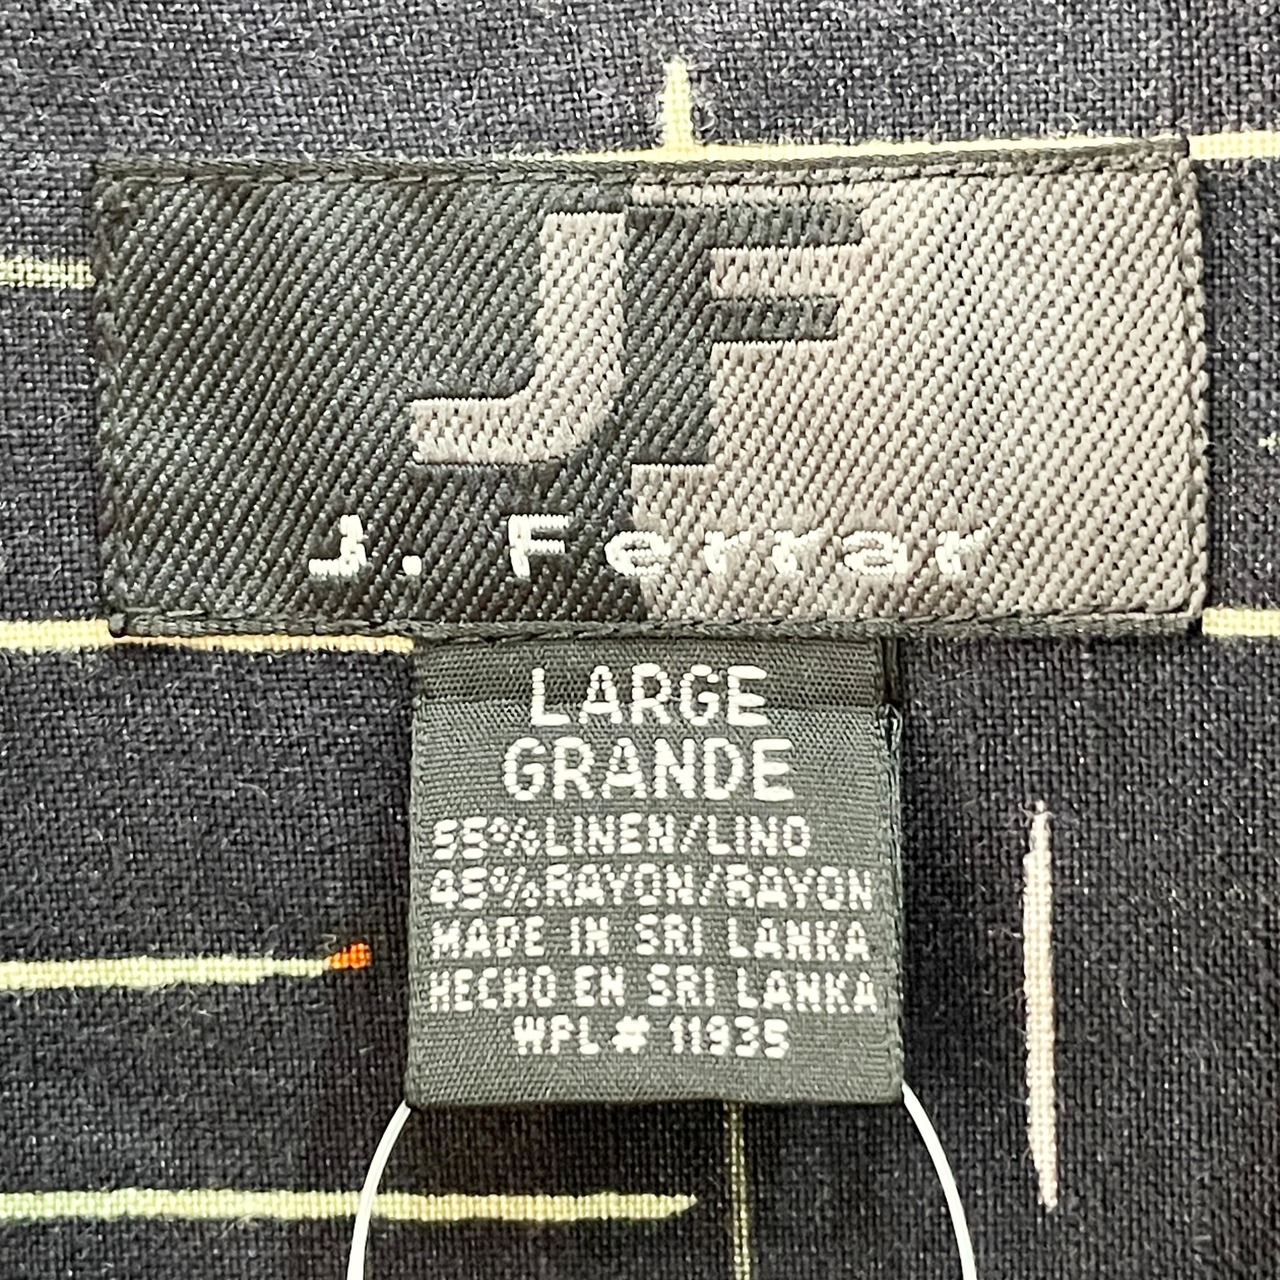 JF
J. Ferrar
LARGE
GRANDE
55%LINEN/LINO
45%RAYON/RAYON
MADE IN SRI LANKA
HECHO EN SRI LANKA
WPL# 11935